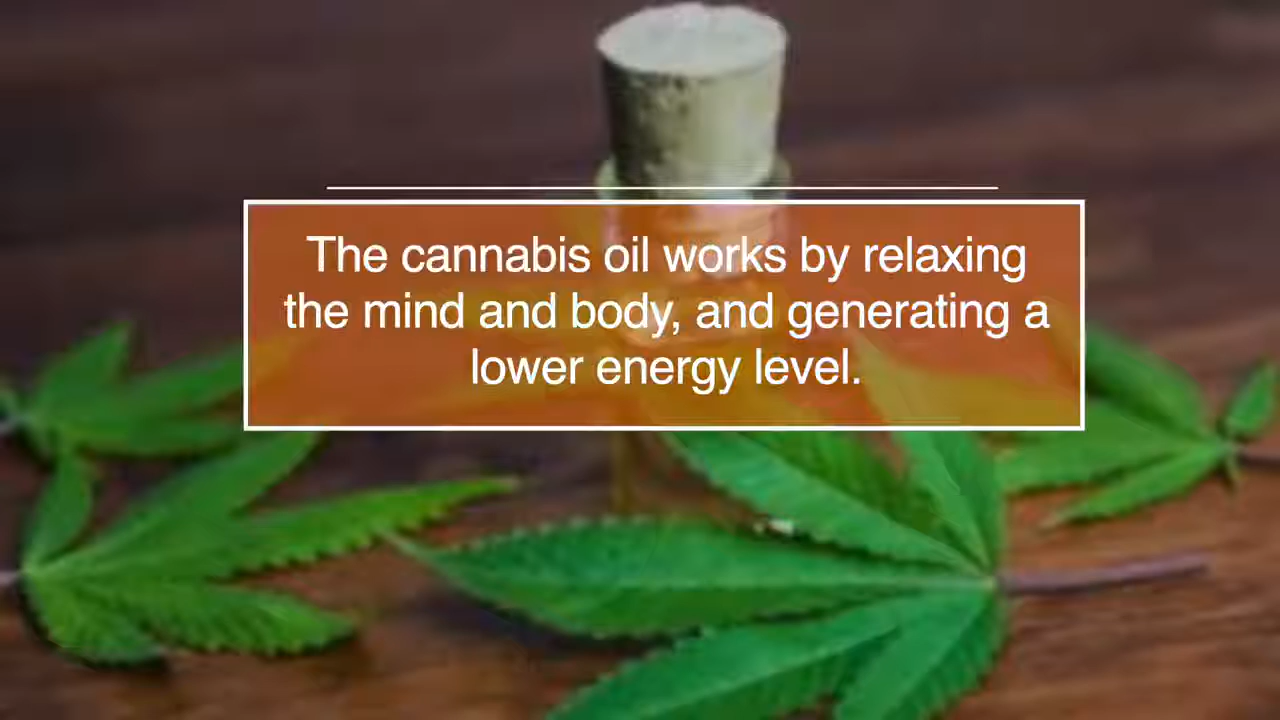 The cannabis oil works by relaxing
the mind and body, and generating a
lower energy level.